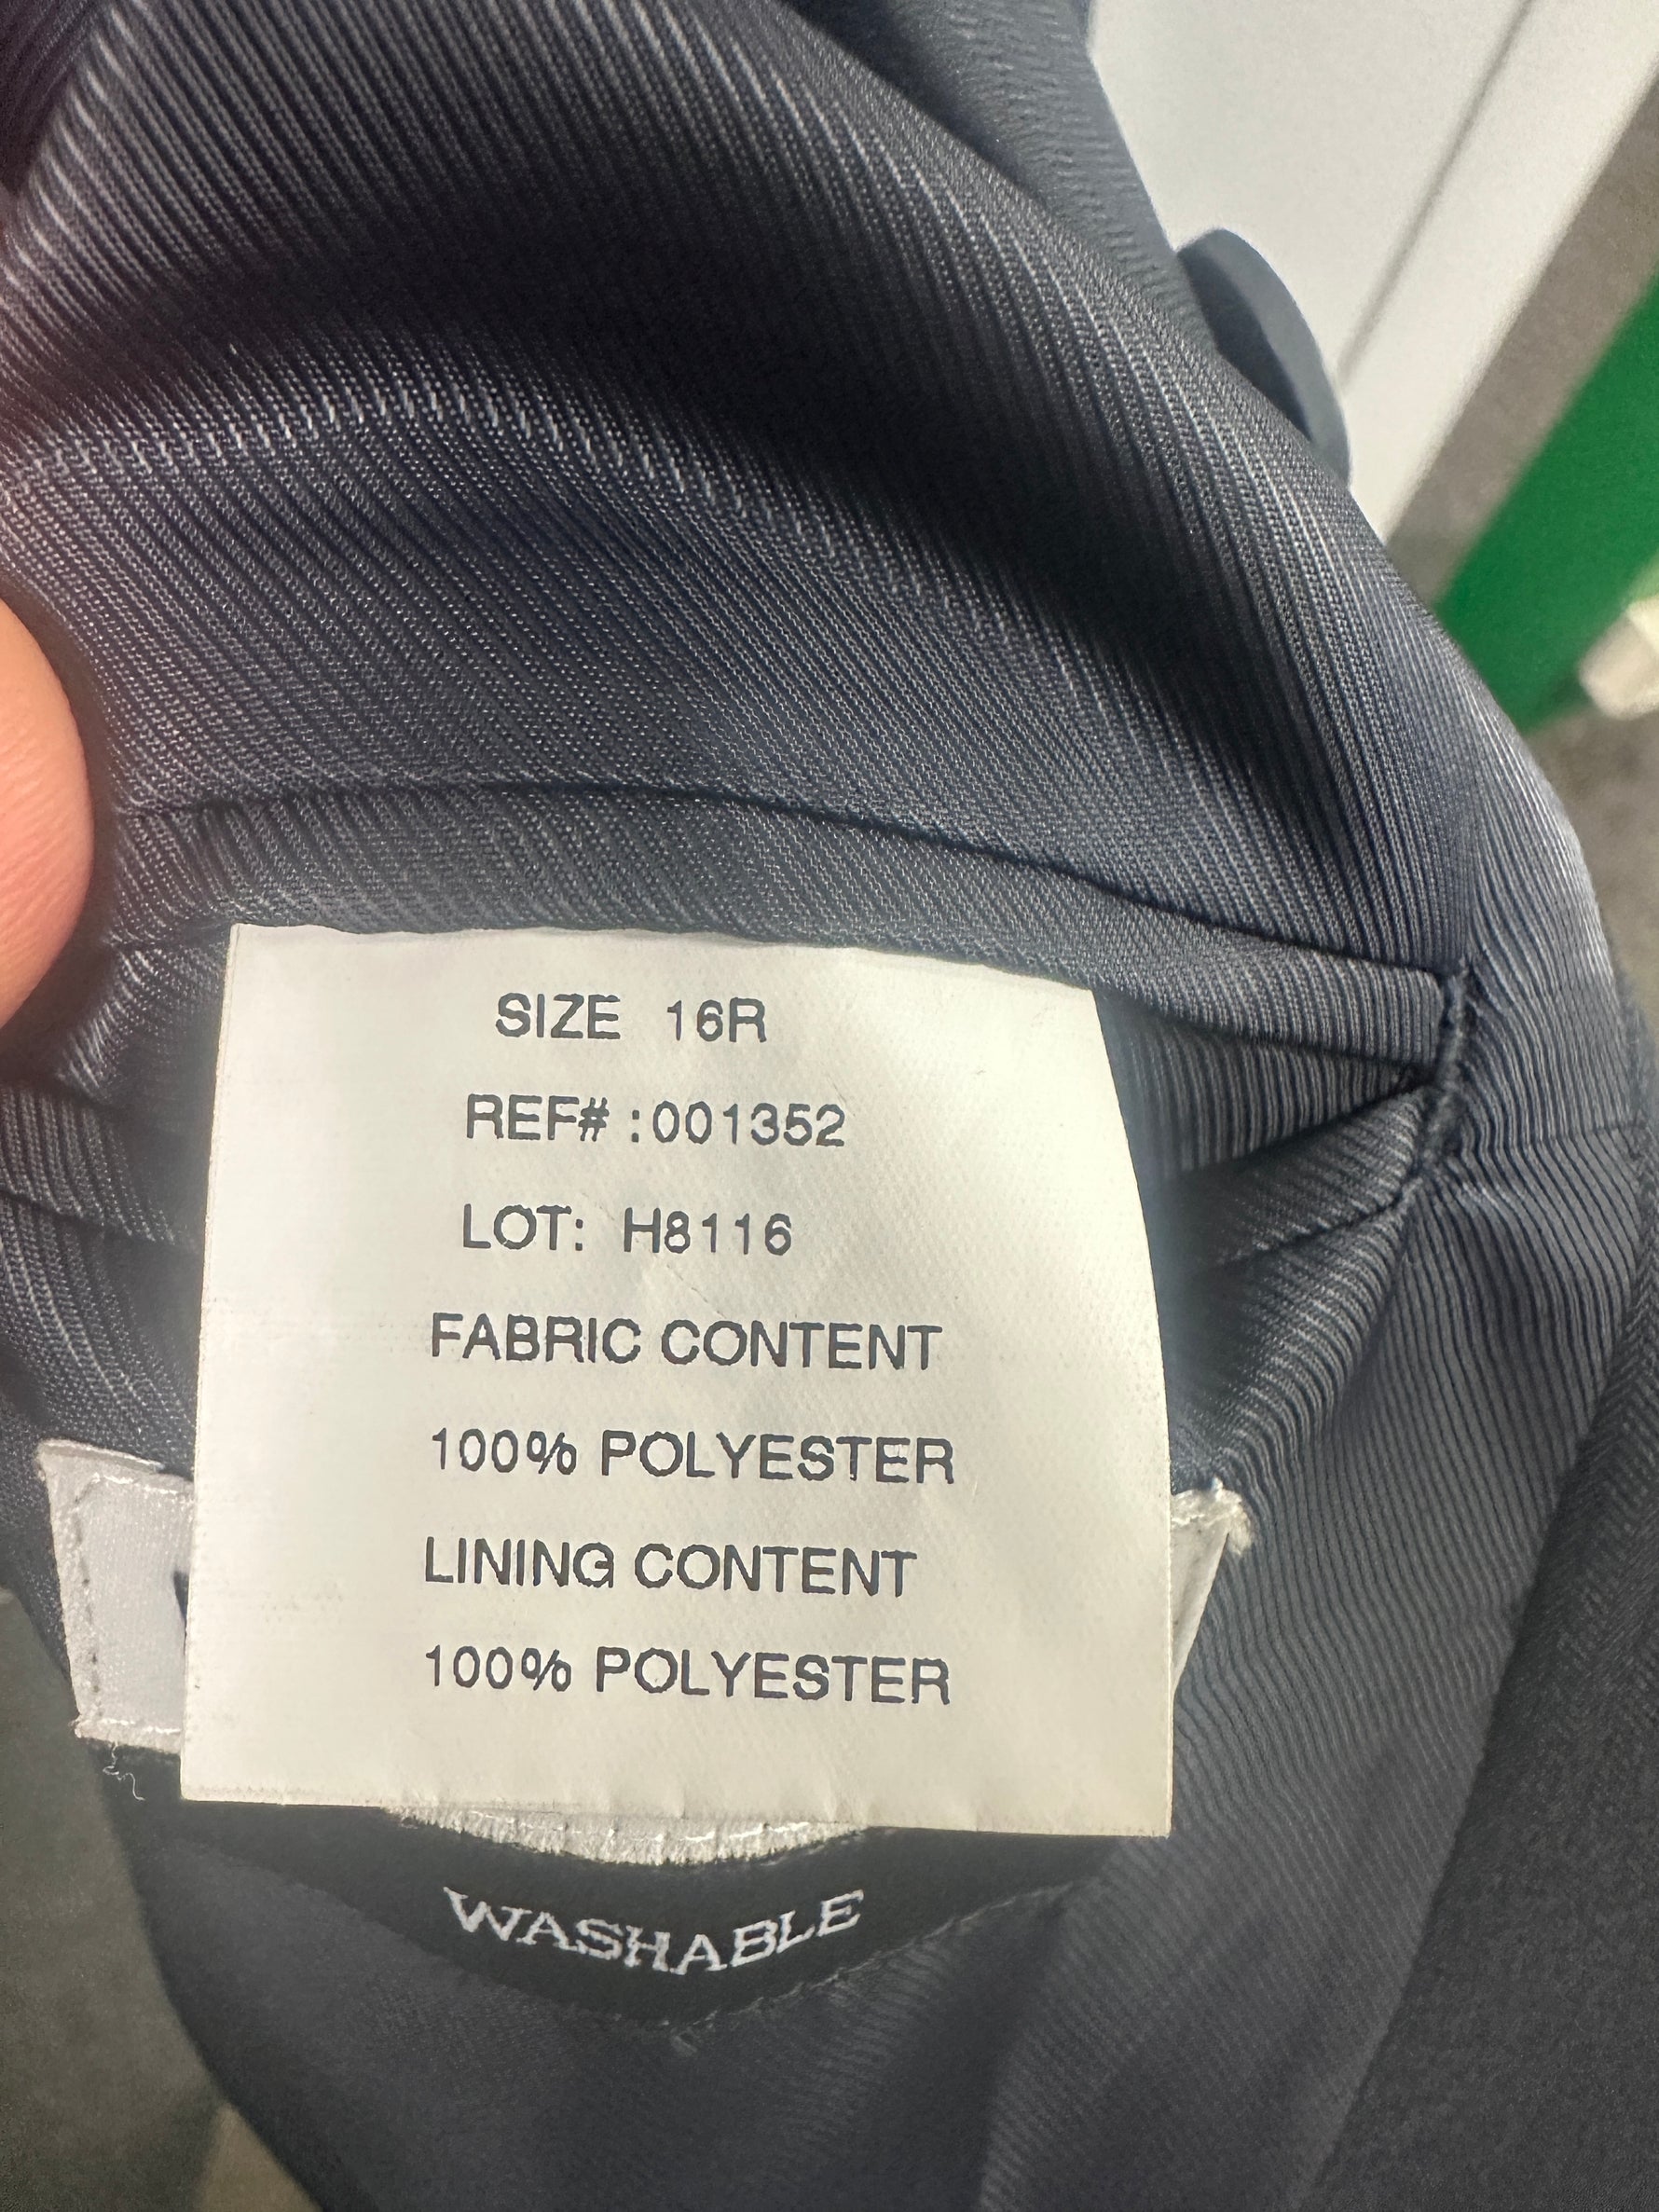 SIZE 16R
REF# :001352
LOT: H8116
FABRIC CONTENT
100% POLYESTER
LINING CONTENT
100% POLYESTER
WASHABLE